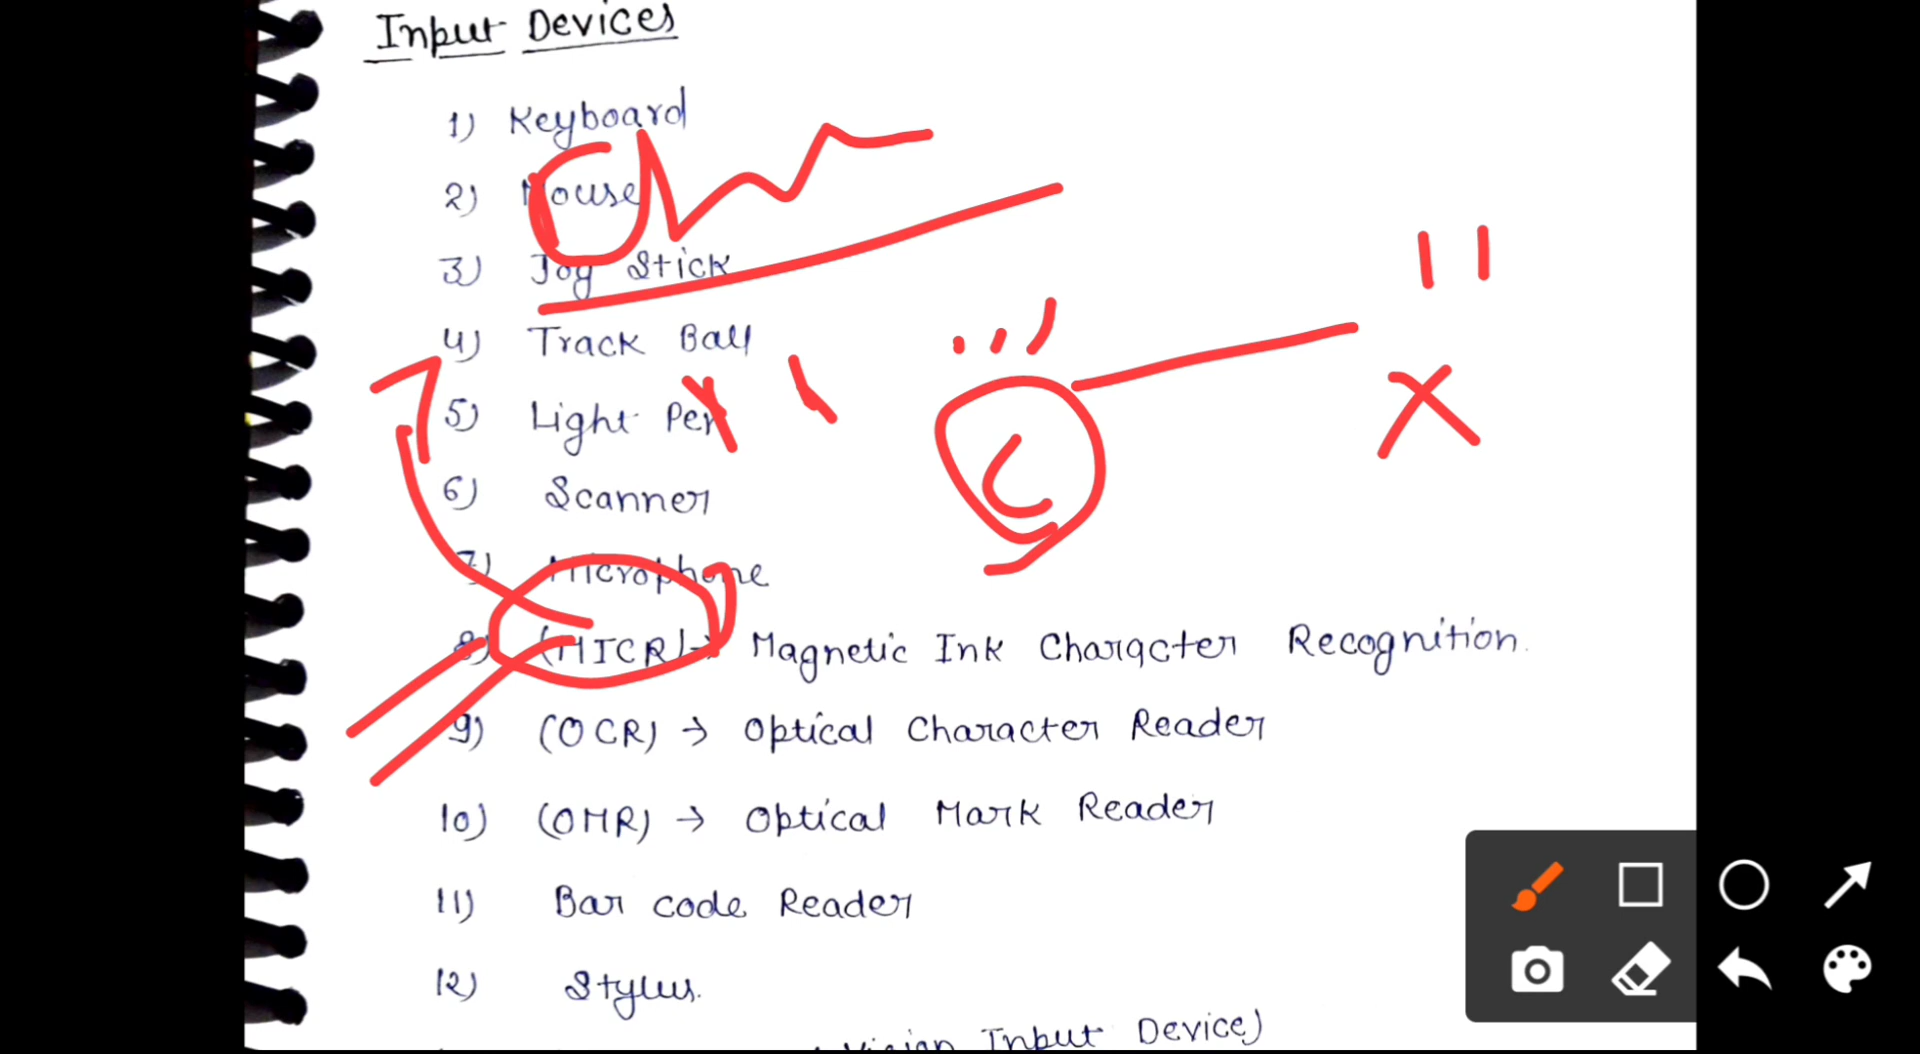 Input Devices
1) Keyboard
2) Mouse
3) Joy Stick
4) Track Ball
5) Light Pen
6) Scanner
7) Microphone
8) (MICR) → Magnetic Ink Character Recognition.
9) (OCR) → Optical Character Reader
10) (OMR) → Optical Mark Reader
11) Bar code Reader
12) Stylus.
Vision Input Device)